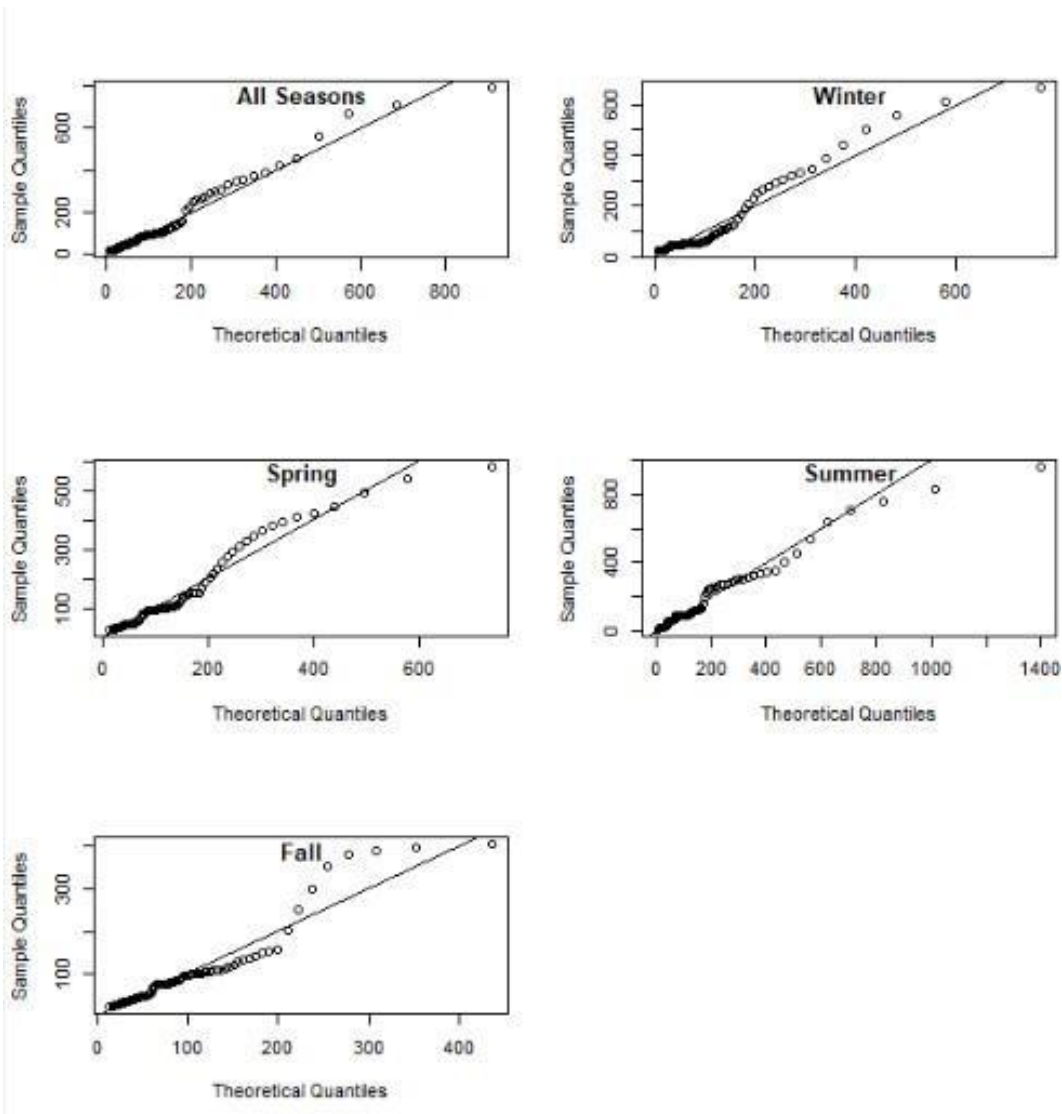 All Seasons
Sample Quantiles
600
200
0
0 200 400 600 800
Theoretical Quantiles
Winter
Sample Quantiles
600
400
200
0
0 200 400 600
Theoretical Quantiles
Spring
Sample Quantiles
500
300
100
0 200 400 600
Theoretical Quantiles
Summer
Sample Quantiles
800
400
0
0 200 400 600 800 1000 1400
Theoretical Quantiles
Fall
Sample Quantiles
300
100
0 100 200 300 400
Theoretical Quantiles